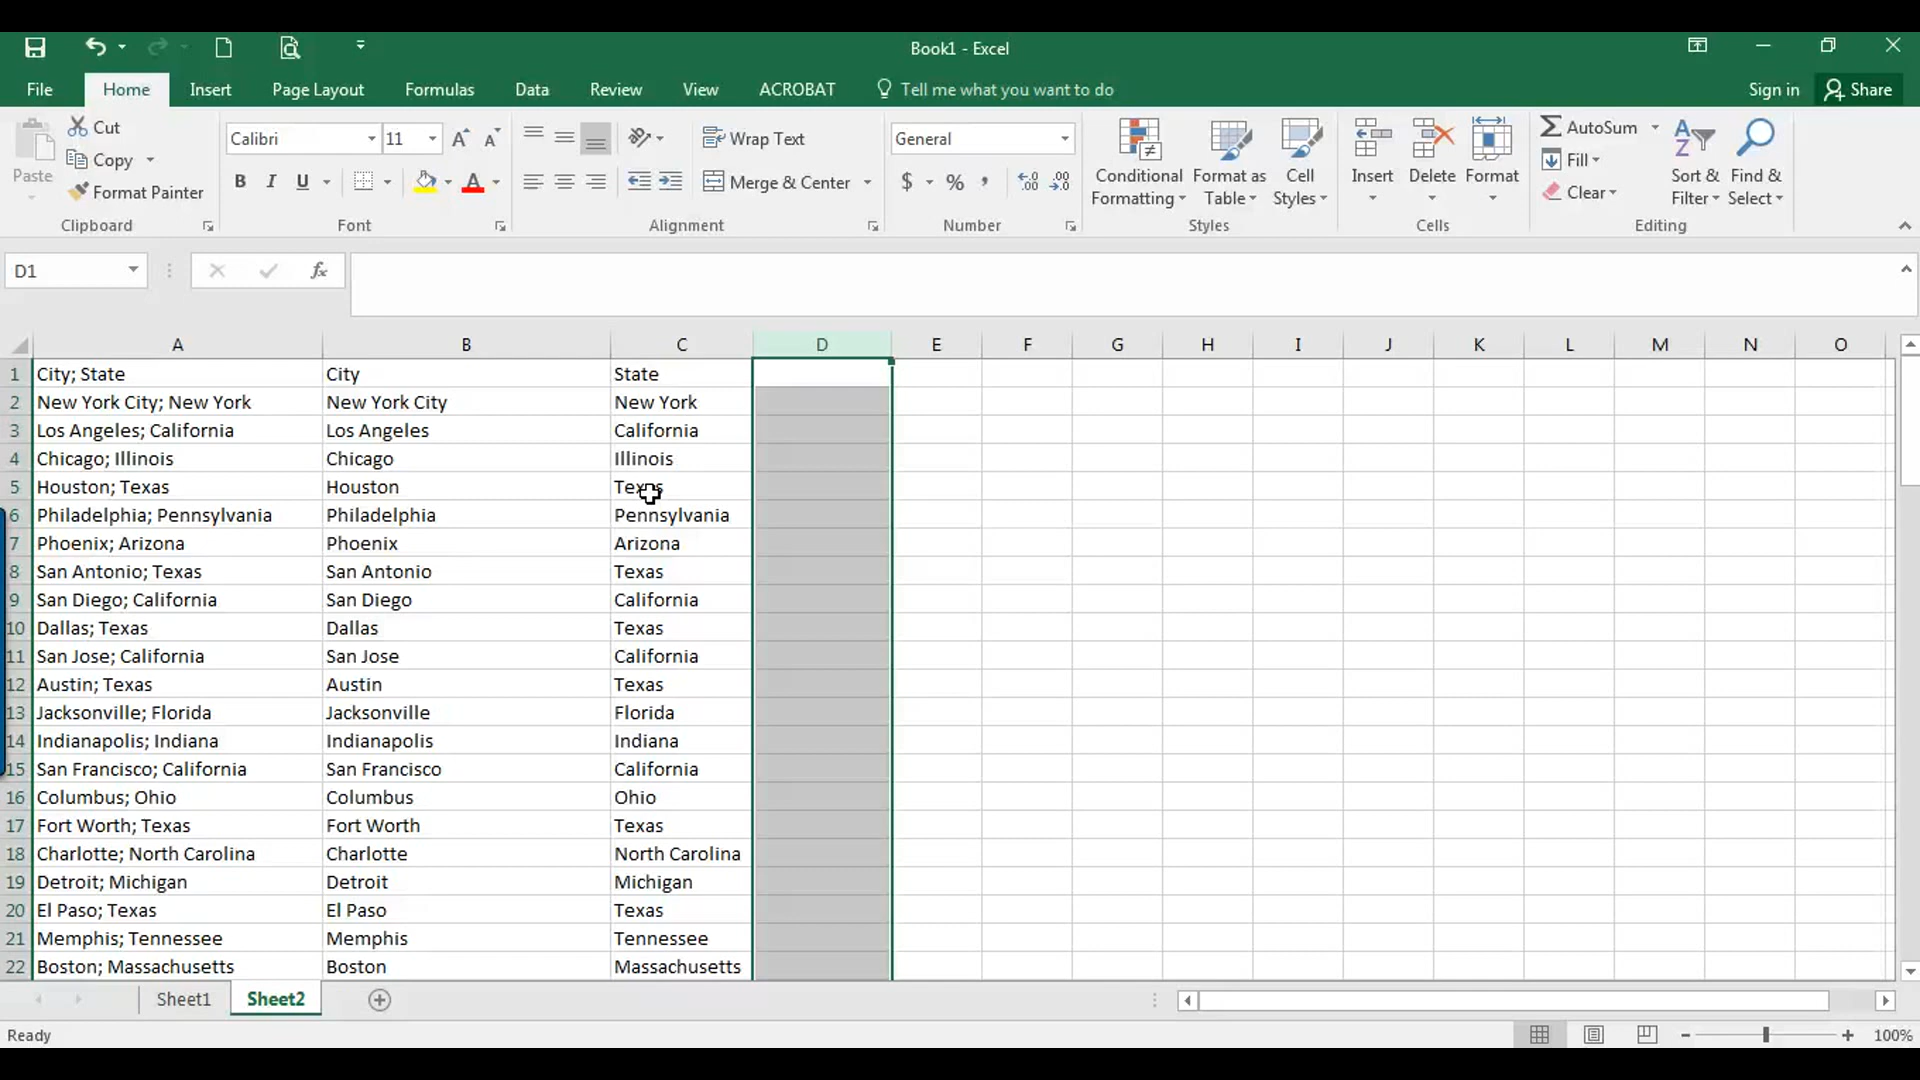 Book1 - Excel
File Home Insert Page Layout Formulas Data Review View ACROBAT Tell me what you want to do Sign in Share
Paste
Cut
Copy
Format Painter
Clipboard
Calibri 11
B I U A
Font
Wrap Text
Merge & Center
Alignment
General
$ % ,
Number
Conditional Formatting
Format as Table
Cell Styles
Styles
Insert Delete Format
Cells
AutoSum
Fill
Clear
Sort & Filter
Find & Select
Editing
D1 fx
A B C D E F G H I J K L M N O
1 City; State City State
2 New York City; New York New York City New York
3 Los Angeles; California Los Angeles California
4 Chicago; Illinois Chicago Illinois
5 Houston; Texas Houston Texas
6 Philadelphia; Pennsylvania Philadelphia Pennsylvania
7 Phoenix; Arizona Phoenix Arizona
8 San Antonio; Texas San Antonio Texas
9 San Diego; California San Diego California
10 Dallas; Texas Dallas Texas
11 San Jose; California San Jose California
12 Austin; Texas Austin Texas
13 Jacksonville; Florida Jacksonville Florida
14 Indianapolis; Indiana Indianapolis Indiana
15 San Francisco; California San Francisco California
16 Columbus; Ohio Columbus Ohio
17 Fort Worth; Texas Fort Worth Texas
18 Charlotte; North Carolina Charlotte North Carolina
19 Detroit; Michigan Detroit Michigan
20 El Paso; Texas El Paso Texas
21 Memphis; Tennessee Memphis Tennessee
22 Boston; Massachusetts Boston Massachusetts
Sheet1 Sheet2
Ready 100%